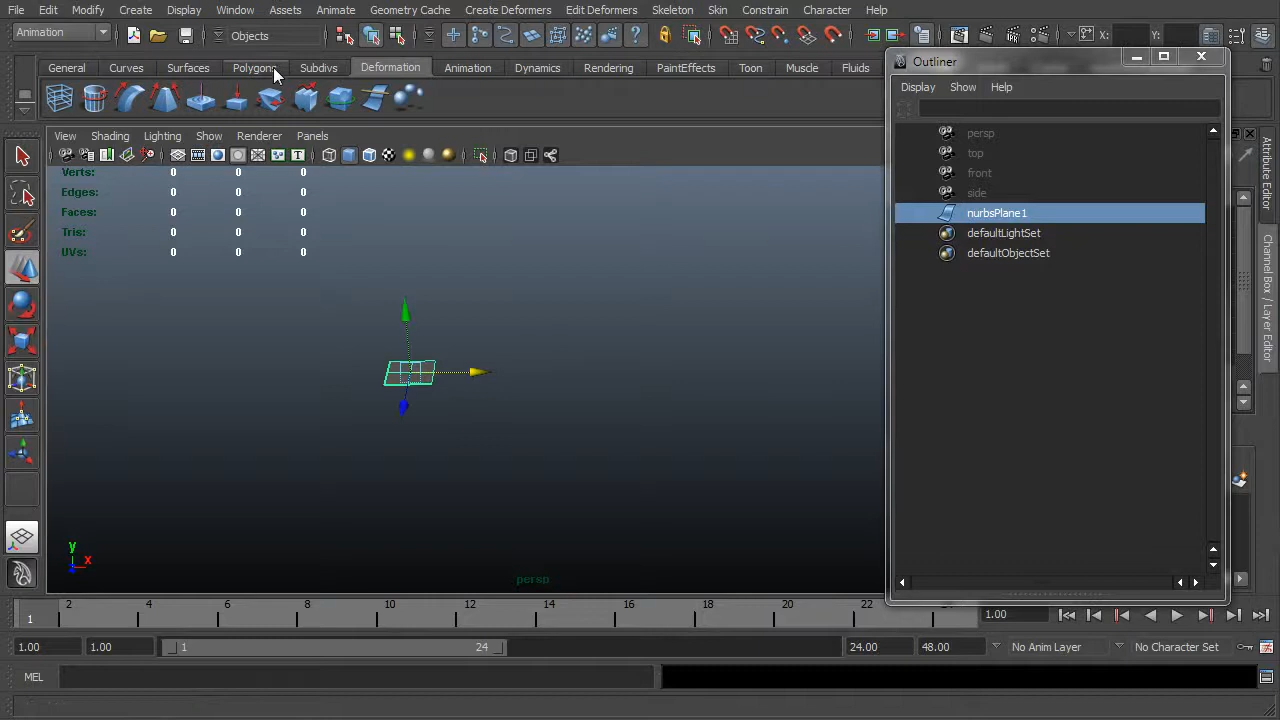 File Edit Modify Create Display Window Assets Animate Geometry Cache Create Deformers Edit Deformers Skeleton Skin Constrain Character Help
Animation Objects X: Y:
General Curves Surfaces Polygons Subdivs Deformation Animation Dynamics Rendering PaintEffects Toon Muscle Fluids
View Shading Lighting Show Renderer Panels
Verts: 0 0 0
Edges: 0 0 0
Faces: 0 0 0
Tris: 0 0 0
UVs: 0 0 0
y
x
persp
Outliner
Display Show Help
persp
top
front
side
nurbsPlane1
defaultLightSet
defaultObjectSet
Attribute Editor
Channel Box / Layer Editor
1 2 4 6 8 10 12 14 16 18 20 22 24 1.00
1.00 1.00 1 24 24.00 48.00 No Anim Layer No Character Set
MEL